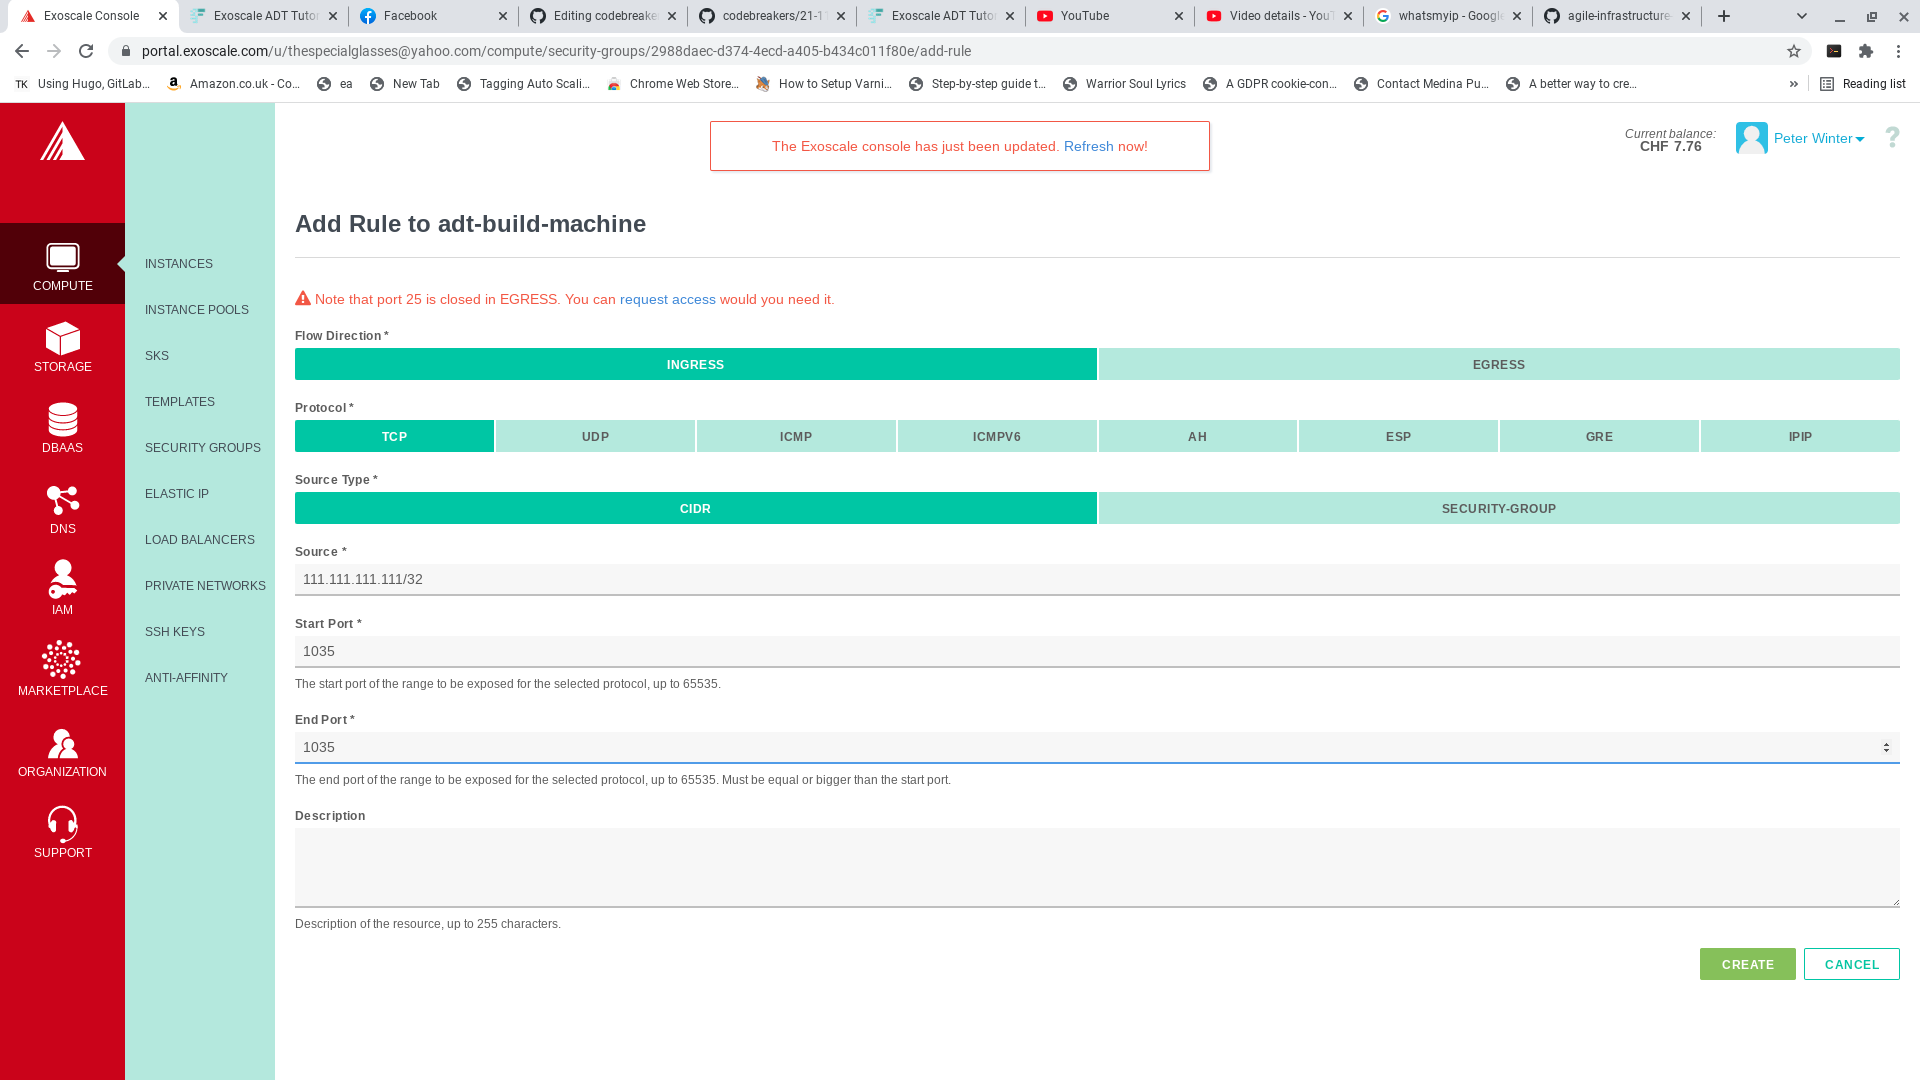 Exoscale Console
Exoscale ADT Tutor
Facebook
Editing codebreake
codebreakers/21-1
Exoscale ADT Tutor
YouTube
Video details - YouT
whatsmyip - Google
agile-infrastructure-
portal.exoscale.com/u/thespecialglasses@yahoo.com/compute/security-groups/2988daec-d374-4ecd-a405-b434c011f80e/add-rule
TK Using Hugo, GitLab…
Amazon.co.uk - Co…
ea
New Tab
Tagging Auto Scali…
Chrome Web Store…
How to Setup Varni…
Step-by-step guide t…
Warrior Soul Lyrics
A GDPR cookie-con…
Contact Medina Pu…
A better way to cre…
»
Reading list
The Exoscale console has just been updated. Refresh now!
Current balance:
CHF 7.76
Peter Winter
?
COMPUTE
STORAGE
DBAAS
DNS
IAM
MARKETPLACE
ORGANIZATION
SUPPORT
INSTANCES
INSTANCE POOLS
SKS
TEMPLATES
SECURITY GROUPS
ELASTIC IP
LOAD BALANCERS
PRIVATE NETWORKS
SSH KEYS
ANTI-AFFINITY
Add Rule to adt-build-machine
Note that port 25 is closed in EGRESS. You can request access would you need it.
Flow Direction *
INGRESS EGRESS
Protocol *
TCP UDP ICMP ICMPV6 AH ESP GRE IPIP
Source Type *
CIDR SECURITY-GROUP
Source *
111.111.111.111/32
Start Port *
1035
The start port of the range to be exposed for the selected protocol, up to 65535.
End Port *
1035
The end port of the range to be exposed for the selected protocol, up to 65535. Must be equal or bigger than the start port.
Description
Description of the resource, up to 255 characters.
CREATE CANCEL